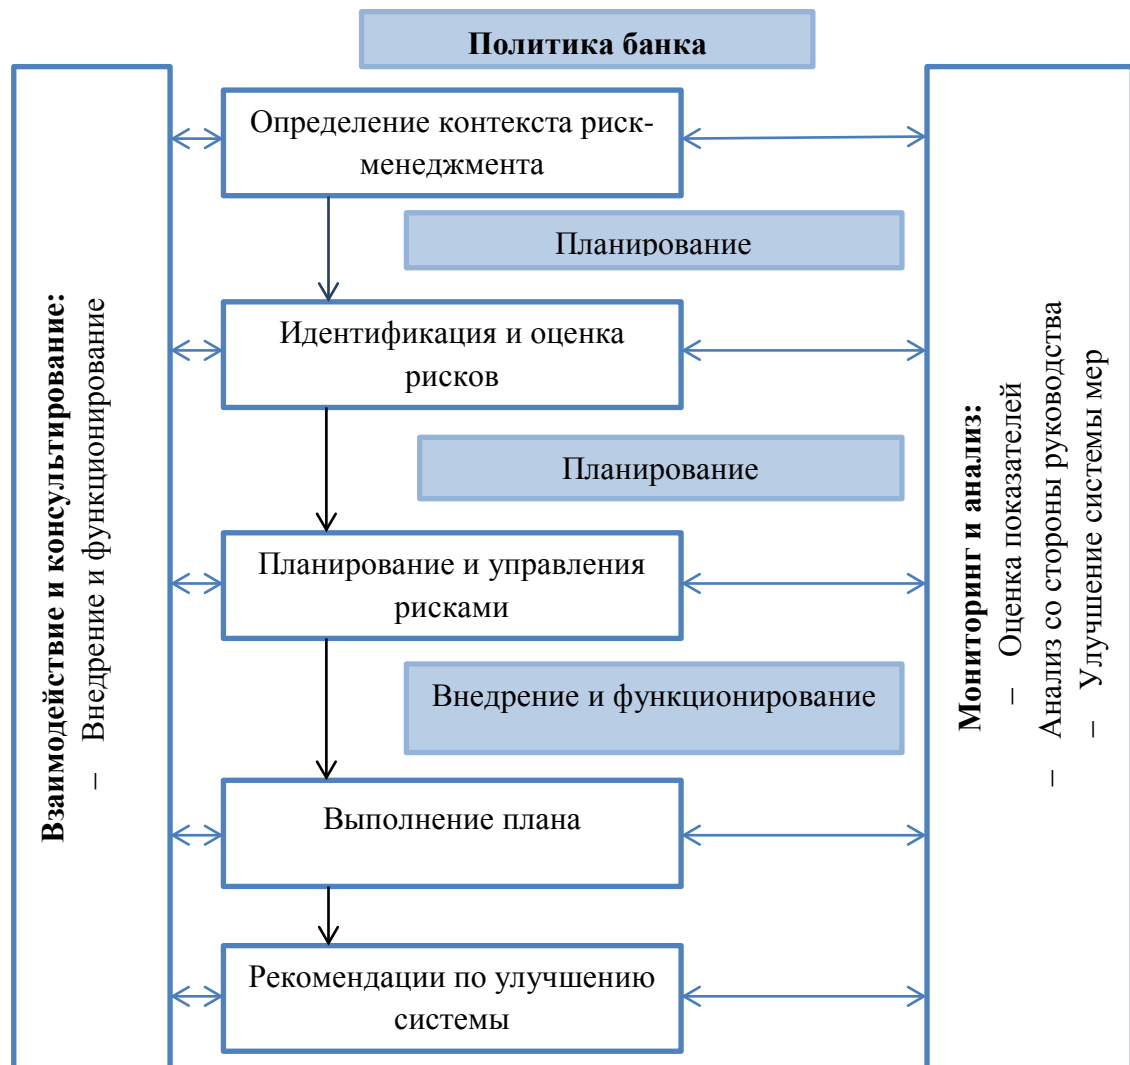 Политика банка
Взаимодействие и консультирование:
– Внедрение и функционирование
Определение контекста риск-
менеджмента
Планирование
Идентификация и оценка
рисков
Планирование
Планирование и управления
рисками
Внедрение и функционирование
Выполнение плана
Рекомендации по улучшению
системы
Мониторинг и анализ:
– Оценка показателей
– Анализ со стороны руководства
– Улучшение системы мер